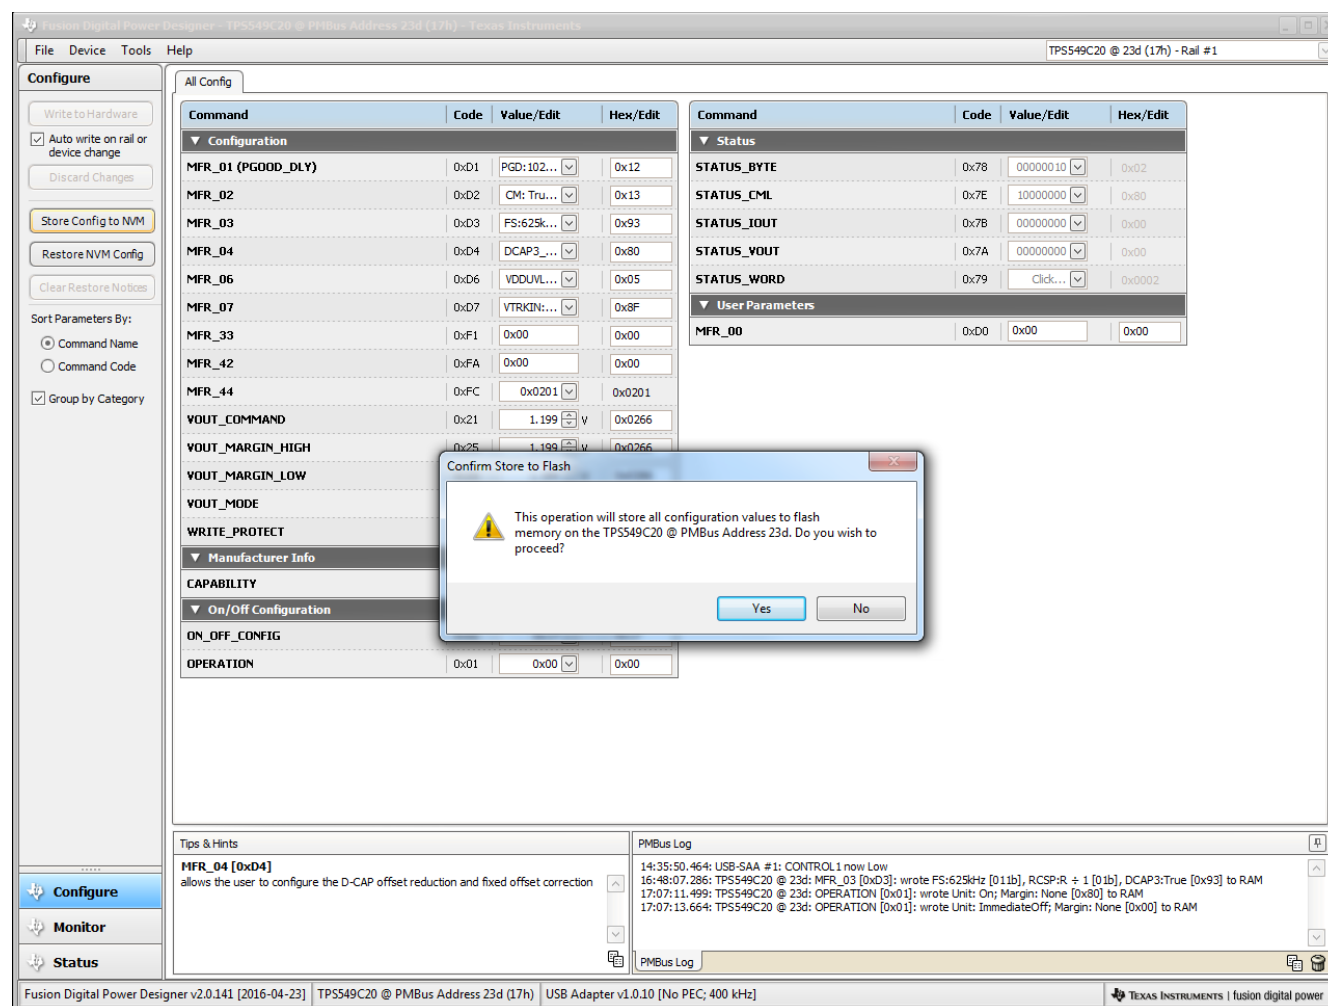 Fusion Digital Power Designer - TPS549C20 @ PMBus Address 23d (17h) - Texas Instruments
File Device Tools Help
TPS549C20 @ 23d (17h) - Rail #1
Configure
Write to Hardware
Auto write on rail or
device change
Discard Changes
Store Config to NVM
Restore NVM Config
Clear Restore Notices
Sort Parameters By:
Command Name
Command Code
Group by Category
All Config
Command Code Value/Edit Hex/Edit
Configuration
MFR_01 (PGOOD_DLY) 0xD1 PGD:102... 0x12
MFR_02 0xD2 CM: Tru... 0x13
MFR_03 0xD3 FS:625k... 0x93
MFR_04 0xD4 DCAP3_... 0x80
MFR_06 0xD6 VDDUVL... 0x05
MFR_07 0xD7 VTRKIN:... 0x8F
MFR_33 0xF1 0x00 0x00
MFR_42 0xFA 0x00 0x00
MFR_44 0xFC 0x0201 0x0201
VOUT_COMMAND 0x21 1.199 V 0x0266
VOUT_MARGIN_HIGH 0x25 1.199 V 0x0266
VOUT_MARGIN_LOW
VOUT_MODE
WRITE_PROTECT
Manufacturer Info
CAPABILITY
On/Off Configuration
ON_OFF_CONFIG
OPERATION 0x01 0x00 0x00
Command Code Value/Edit Hex/Edit
Status
STATUS_BYTE 0x78 00000010 0x02
STATUS_CML 0x7E 10000000 0x80
STATUS_IOUT 0x7B 00000000 0x00
STATUS_VOUT 0x7A 00000000 0x00
STATUS_WORD 0x79 Click... 0x0002
User Parameters
MFR_00 0xD0 0x00 0x00
Confirm Store to Flash
This operation will store all configuration values to flash
memory on the TPS549C20 @ PMBus Address 23d. Do you wish to
proceed?
Yes No
Tips & Hints
MFR_04 [0xD4]
allows the user to configure the D-CAP offset reduction and fixed offset correction
PMBus Log
14:35:50.464: USB-SAA #1: CONTROL1 now Low
16:48:07.286: TPS549C20 @ 23d: MFR_03 [0xD3]: wrote FS:625kHz [011b], RCSP:R ÷ 1 [01b], DCAP3:True [0x93] to RAM
17:07:11.499: TPS549C20 @ 23d: OPERATION [0x01]: wrote Unit: On; Margin: None [0x80] to RAM
17:07:13.664: TPS549C20 @ 23d: OPERATION [0x01]: wrote Unit: ImmediateOff; Margin: None [0x00] to RAM
PMBus Log
Configure
Monitor
Status
Fusion Digital Power Designer v2.0.141 [2016-04-23] TPS549C20 @ PMBus Address 23d (17h) USB Adapter v1.0.10 [No PEC; 400 kHz] TEXAS INSTRUMENTS | fusion digital power